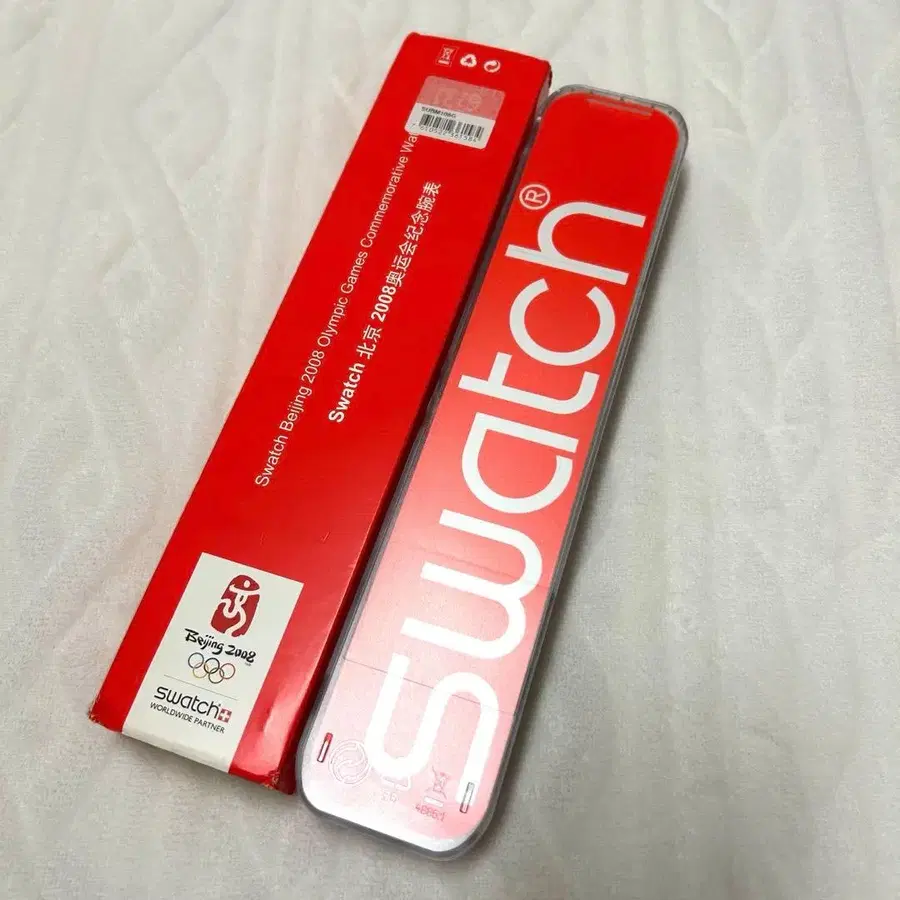 SUBM106G
Swatch Beijing 2008 Olympic Games Commemorative Wa
Swatch 北京 2008奥运会纪念腕表
Beijing 2008
swatch
WORLDWIDE PARTNER
swatch®